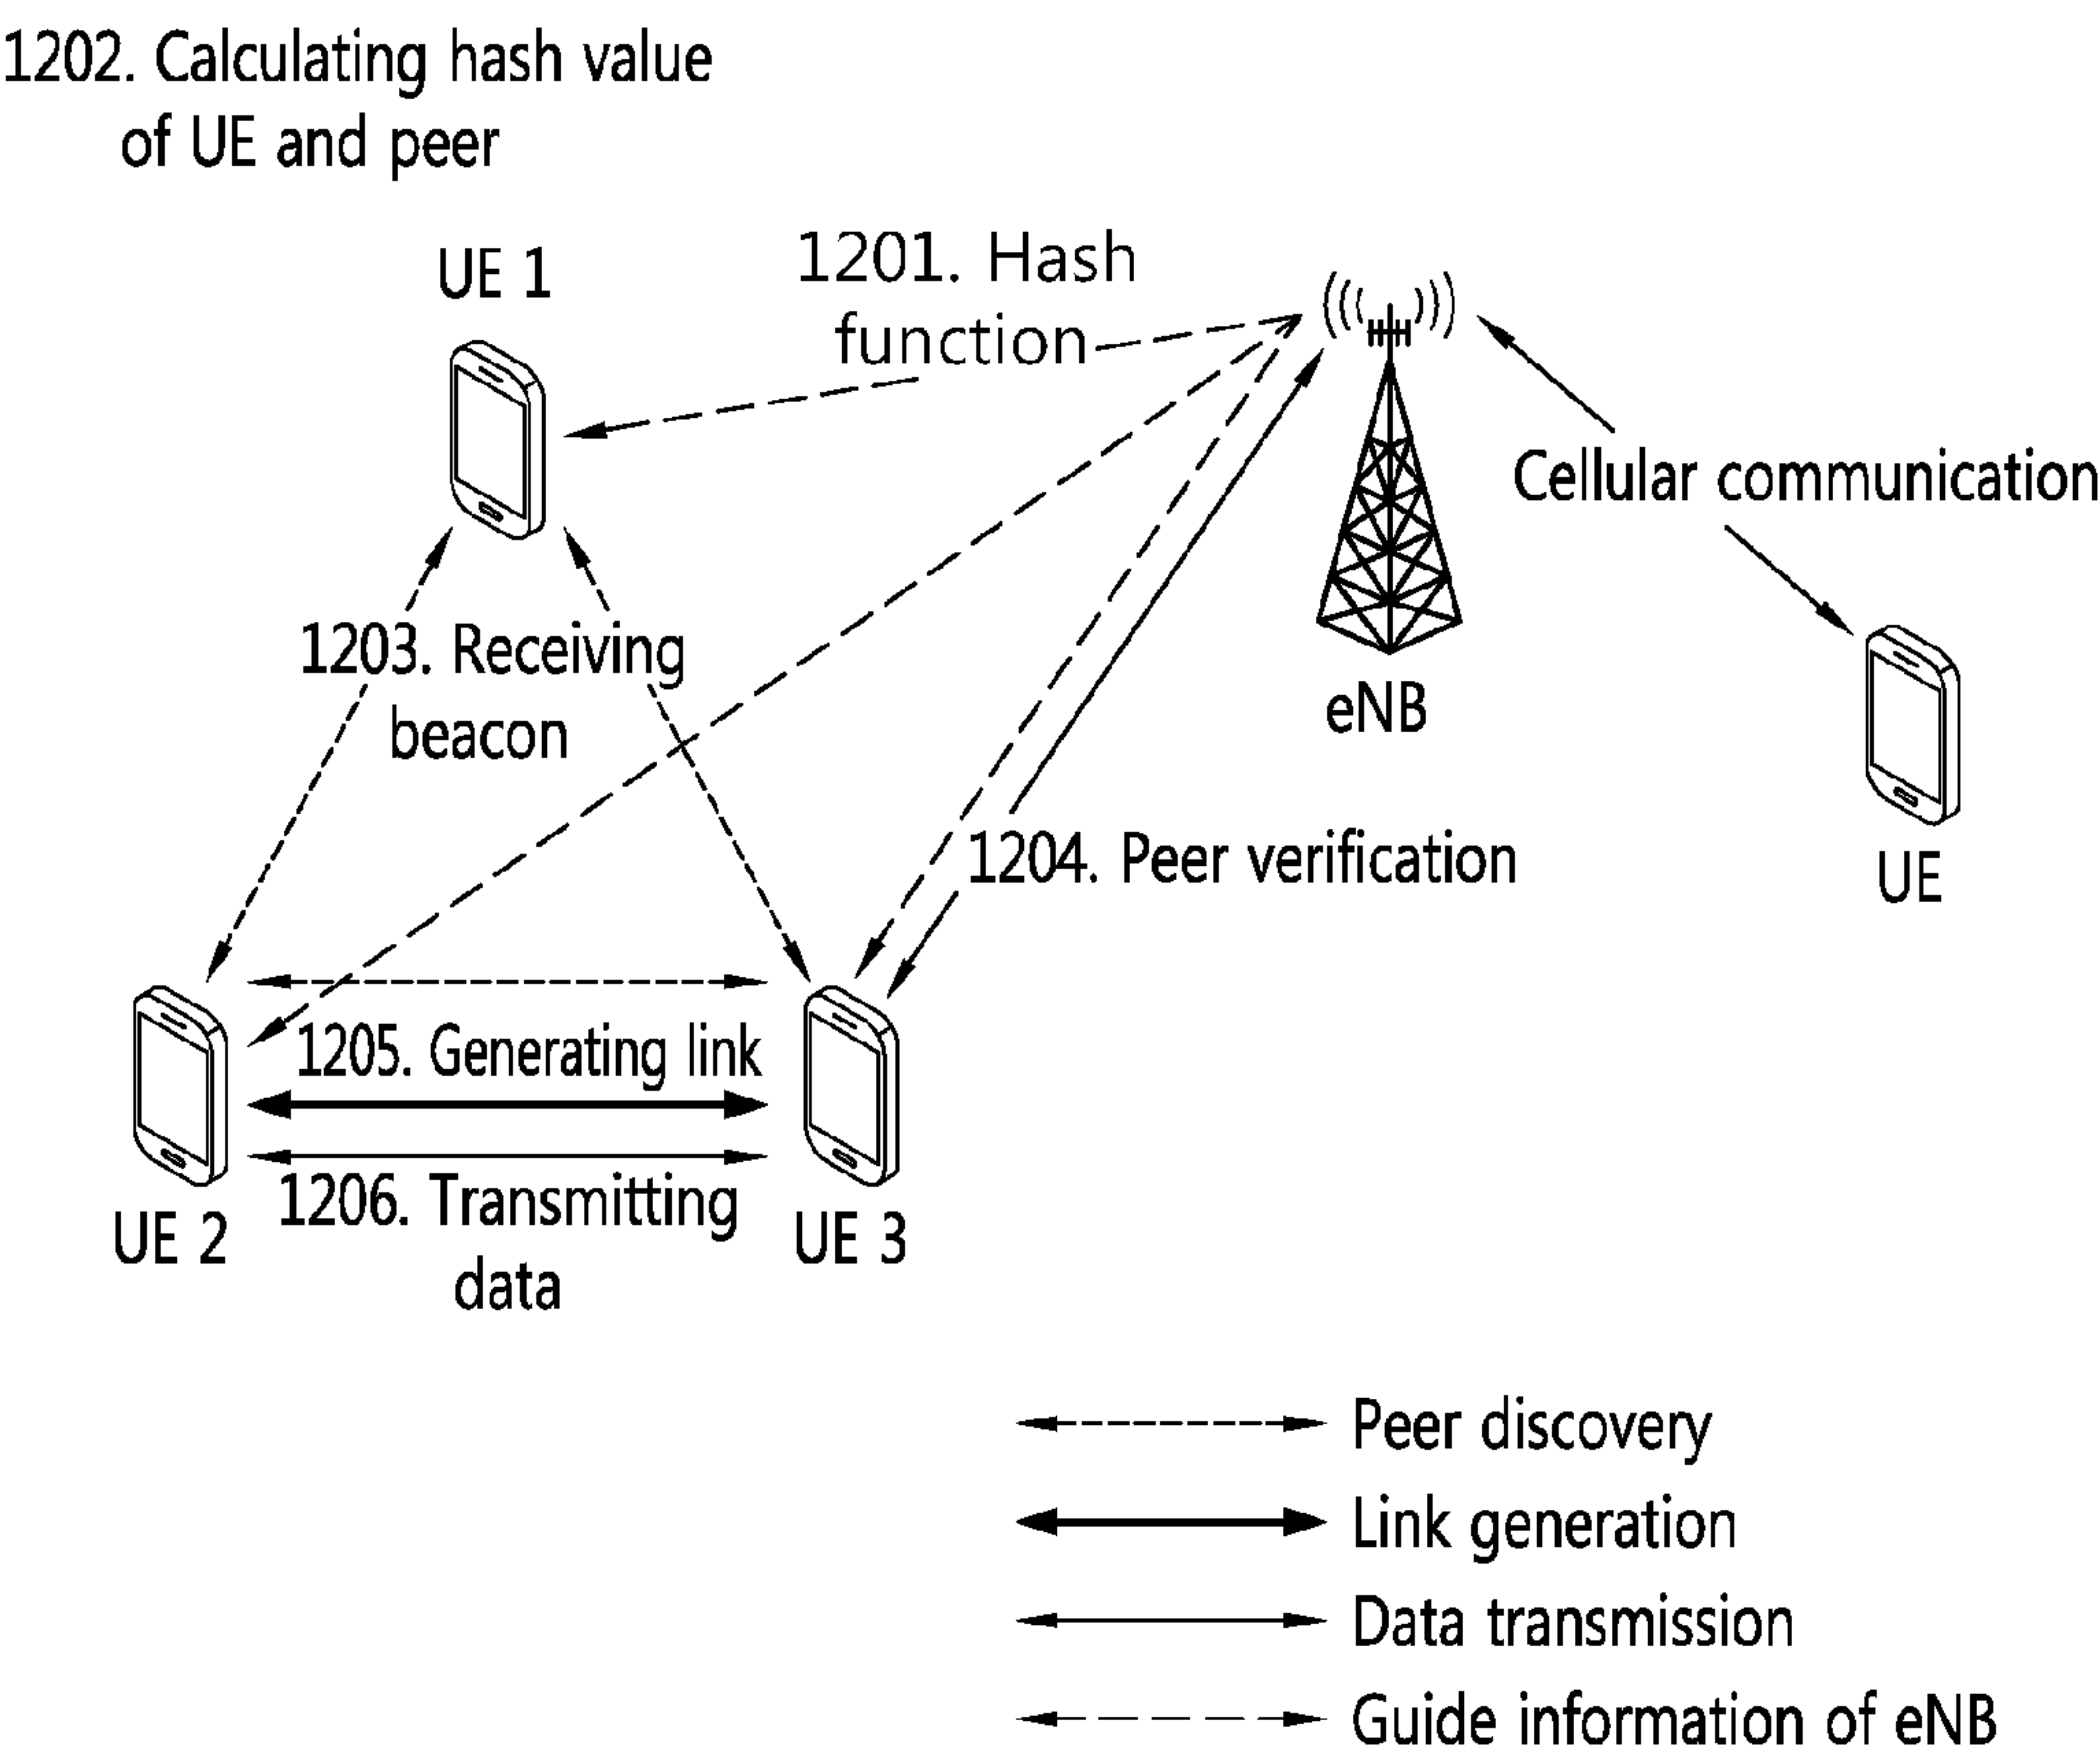 1202. Calculating hash value
of UE and peer
UE 1
1201. Hash
function
Cellular communication
1203. Receiving
beacon
eNB
1204. Peer verification
UE
1205. Generating link
1206. Transmitting
data
UE 2
UE 3
Peer discovery
Link generation
Data transmission
Guide information of eNB